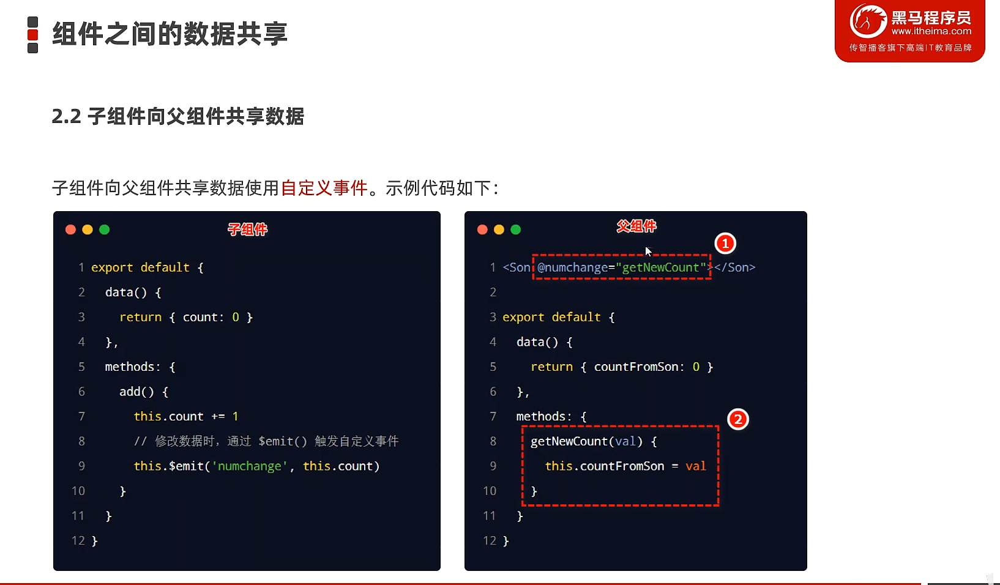 组件之间的数据共享
黑马程序员
www.itheima.com
传智播客旗下高端IT教育品牌
2.2 子组件向父组件共享数据
子组件向父组件共享数据使用自定义事件。示例代码如下：
子组件
1 export default {
2 data() {
3 return { count: 0 }
4 },
5 methods: {
6 add() {
7 this.count += 1
8 // 修改数据时，通过 $emit() 触发自定义事件
9 this.$emit('numchange', this.count)
10 }
11 }
12 }
父组件
1
1 <Son @numchange="getNewCount"></Son>
2
3 export default {
4 data() {
5 return { countFromSon: 0 }
6 },
7 methods: {
2
8 getNewCount(val) {
9 this.countFromSon = val
10 }
11 }
12 }